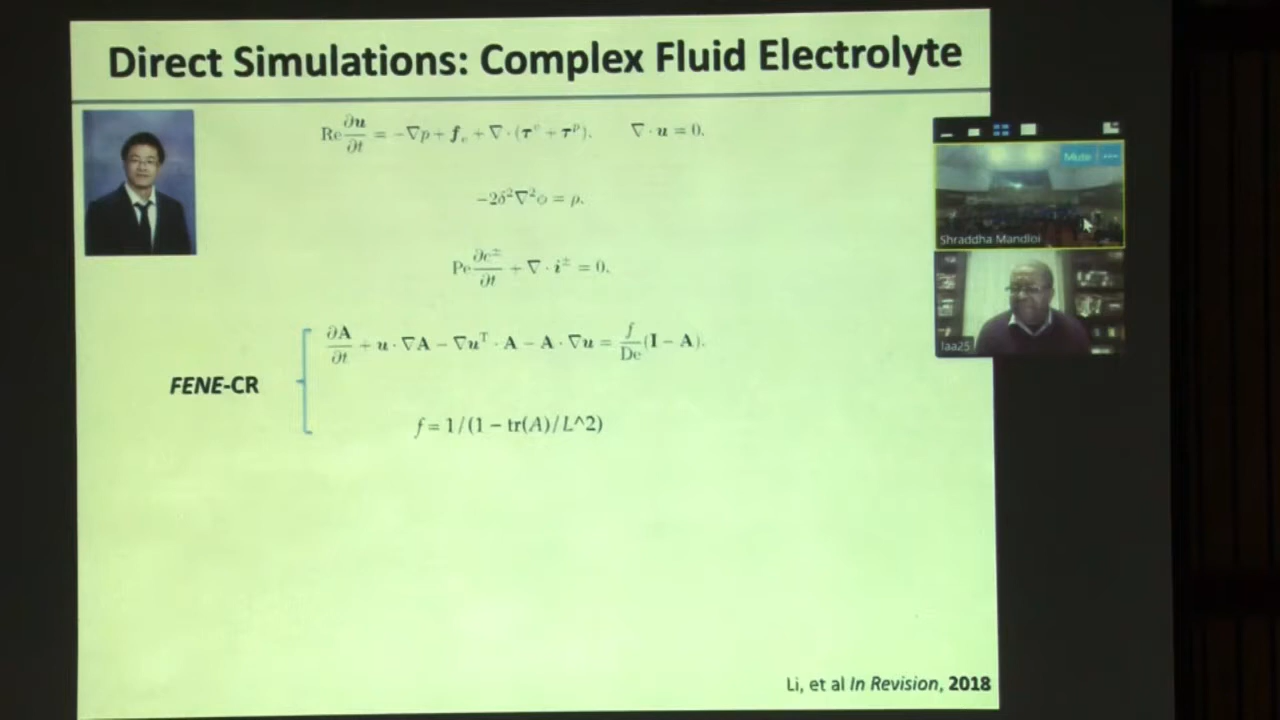 Direct Simulations: Complex Fluid Electrolyte
Re ∂u/∂t = −∇p + f_e + ∇ · (τ^v + τ^p), ∇ · u = 0.
−2δ²∇²φ = ρ.
Pe ∂c^±/∂t + ∇ · i^± = 0.
∂A/∂t + u · ∇A − ∇u^T · A − A · ∇u = f/De (I − A).
FENE-CR
f = 1/(1 − tr(A)/L^2)
Mute
Shraddha Mandloi
laa25
Li, et al In Revision, 2018